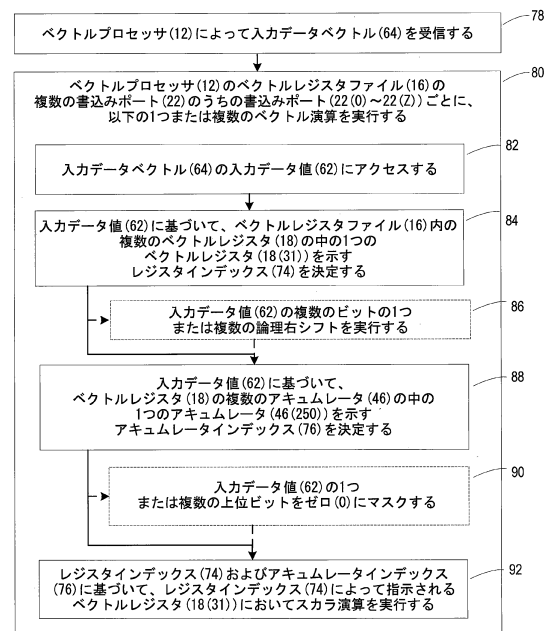 ベクトルプロセッサ(12)によって入力データベクトル(64)を受信する
78
ベクトルプロセッサ(12)のベクトルレジスタファイル(16)の
複数の書込みポート(22)のうちの書込みポート(22(0)~22(Z))ごとに、
以下の1つまたは複数のベクトル演算を実行する
80
入力データベクトル(64)の入力データ値(62)にアクセスする
82
入力データ値(62)に基づいて、ベクトルレジスタファイル(16)内の
複数のベクトルレジスタ(18)の中の1つの
ベクトルレジスタ(18(31))を示す
レジスタインデックス(74)を決定する
84
入力データ値(62)の複数のビットの1つ
または複数の論理右シフトを実行する
86
入力データ値(62)に基づいて、
ベクトルレジスタ(18)の複数のアキュムレータ(46)の中の
1つのアキュムレータ(46(250))を示す
アキュムレータインデックス(76)を決定する
88
入力データ値(62)の1つ
または複数の上位ビットをゼロ(0)にマスクする
90
レジスタインデックス(74)およびアキュムレータインデックス
(76)に基づいて、レジスタインデックス(74)によって指示される
ベクトルレジスタ(18(31))においてスカラ演算を実行する
92